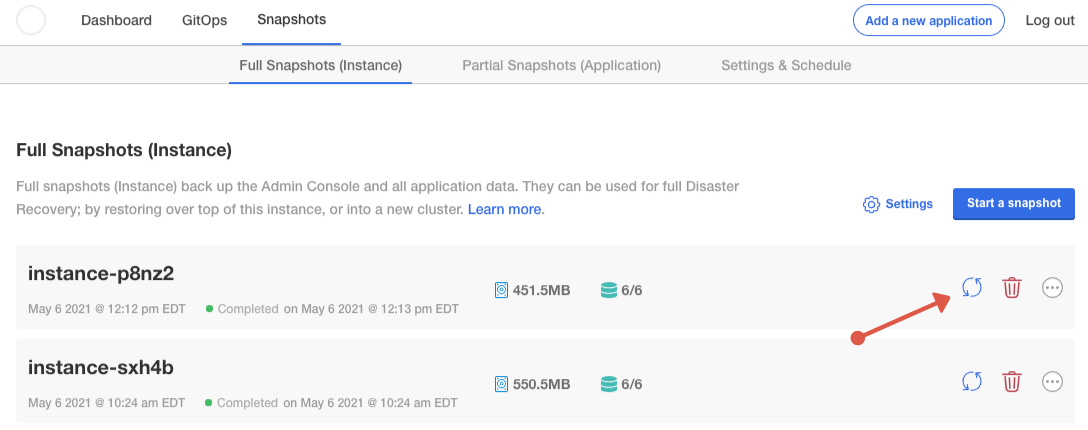 Dashboard GitOps Snapshots Add a new application Log out
Full Snapshots (Instance) Partial Snapshots (Application) Settings & Schedule
Full Snapshots (Instance)
Full snapshots (Instance) back up the Admin Console and all application data. They can be used for full Disaster
Recovery; by restoring over top of this instance, or into a new cluster. Learn more.
Settings Start a snapshot
instance-p8nz2
451.5MB 6/6
May 6 2021 @ 12:12 pm EDT Completed on May 6 2021 @ 12:13 pm EDT
instance-sxh4b
550.5MB 6/6
May 6 2021 @ 10:24 am EDT Completed on May 6 2021 @ 10:24 am EDT